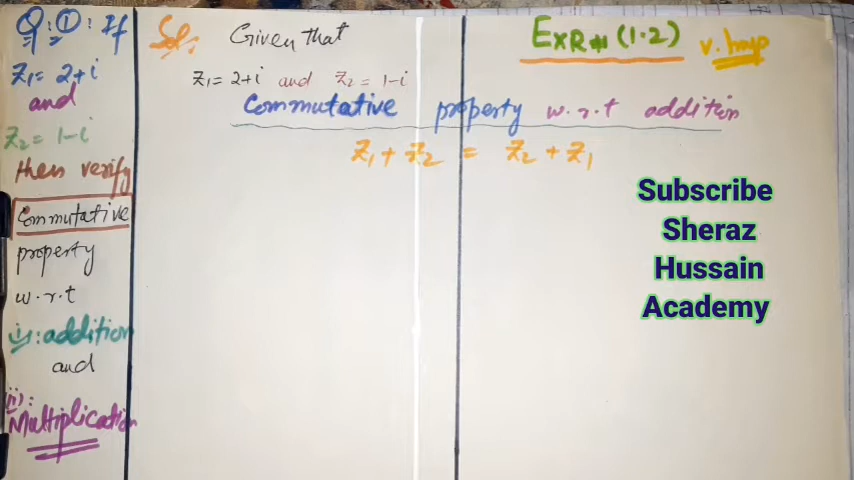 Q:①: If
Z₁ = 2+i
and
Z₂ = 1-i
then verify
Commutative
property
w.r.t
i): addition
and
ii):
Multiplication
Sol:
Given that
Z₁ = 2+i and Z₂ = 1-i
Commutative property w.r.t addition
Z₁ + Z₂ = Z₂ + Z₁
ExR# (1.2)
v. Imp
Subscribe
Sheraz
Hussain
Academy